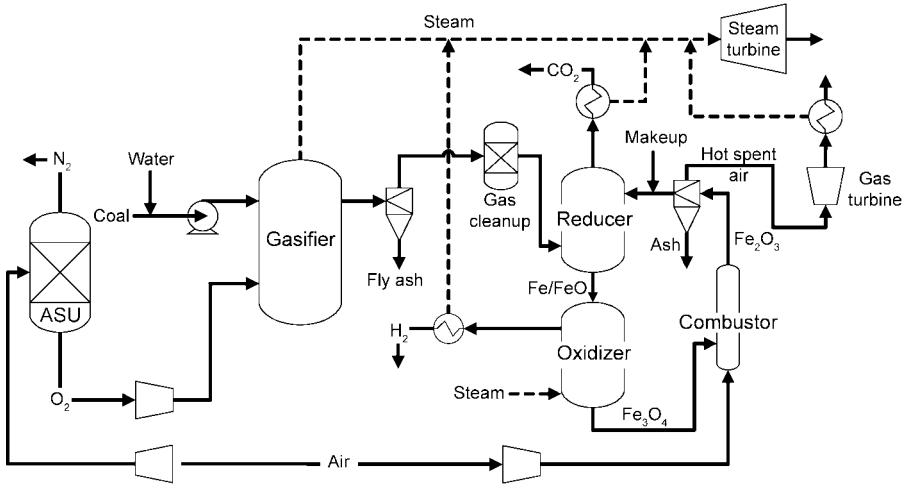 Steam
Steam
turbine
CO₂
Makeup
Hot spent
air
Gas
turbine
N₂
Water
Coal
Gasifier
Gas
cleanup
Reducer
Ash
Fe₂O₃
Fly ash
Fe/FeO
ASU
H₂
Oxidizer
Combustor
O₂
Steam
Fe₃O₄
Air